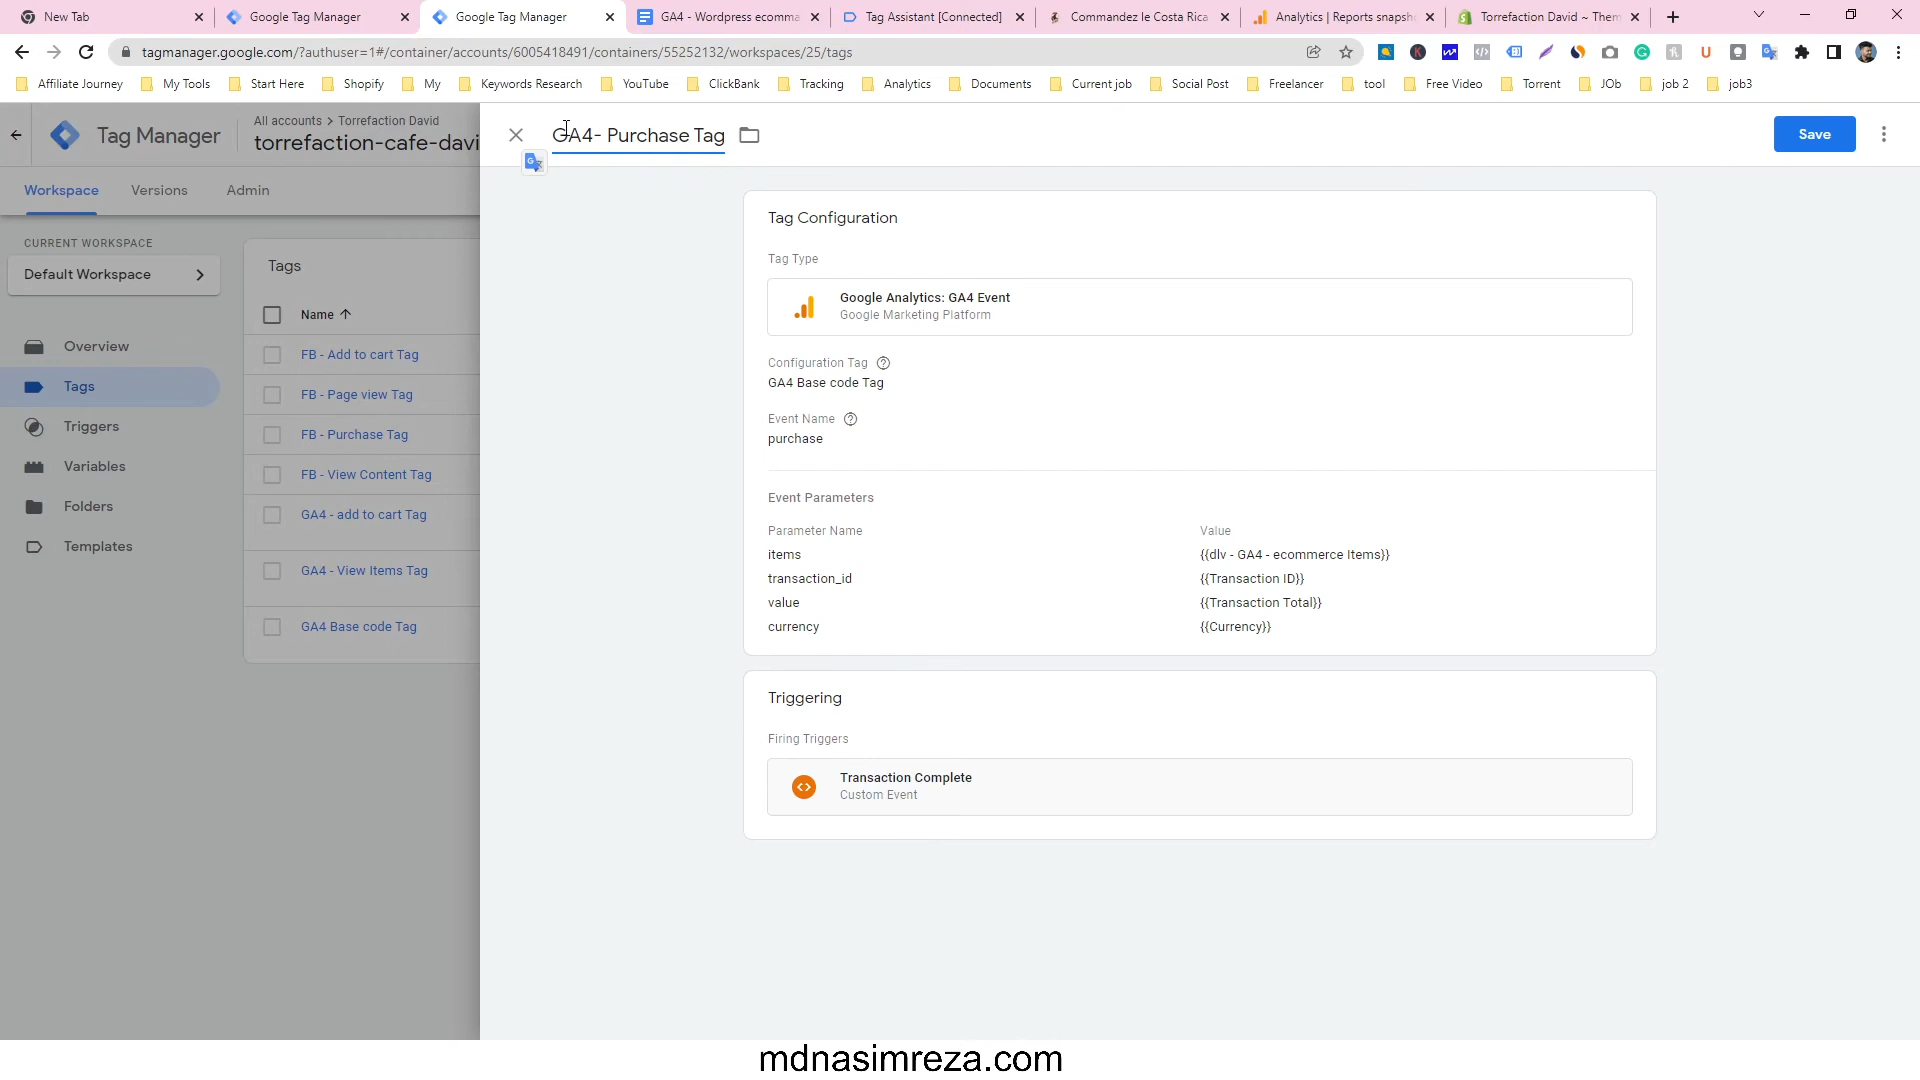 New Tab
Google Tag Manager
Google Tag Manager
GA4 - Wordpress ecomma
Tag Assistant [Connected]
Commandez le Costa Rica
Analytics | Reports snapsh
Torrefaction David ~ Them
tagmanager.google.com/?authuser=1#/container/accounts/6005418491/containers/55252132/workspaces/25/tags
Affiliate Journey
My Tools
Start Here
Shopify
My
Keywords Research
YouTube
ClickBank
Tracking
Analytics
Documents
Current job
Social Post
Freelancer
tool
Free Video
Torrent
JOb
job 2
job3
Tag Manager
All accounts > Torrefaction David
torrefaction-cafe-davi
GA4- Purchase Tag
Save
Workspace
Versions
Admin
CURRENT WORKSPACE
Default Workspace
Overview
Tags
Triggers
Variables
Folders
Templates
Tags
Name
FB - Add to cart Tag
FB - Page view Tag
FB - Purchase Tag
FB - View Content Tag
GA4 - add to cart Tag
GA4 - View Items Tag
GA4 Base code Tag
Tag Configuration
Tag Type
Google Analytics: GA4 Event
Google Marketing Platform
Configuration Tag
GA4 Base code Tag
Event Name
purchase
Event Parameters
Parameter Name
Value
items
{{dlv - GA4 - ecommerce Items}}
transaction_id
{{Transaction ID}}
value
{{Transaction Total}}
currency
{{Currency}}
Triggering
Firing Triggers
Transaction Complete
Custom Event
mdnasimreza.com